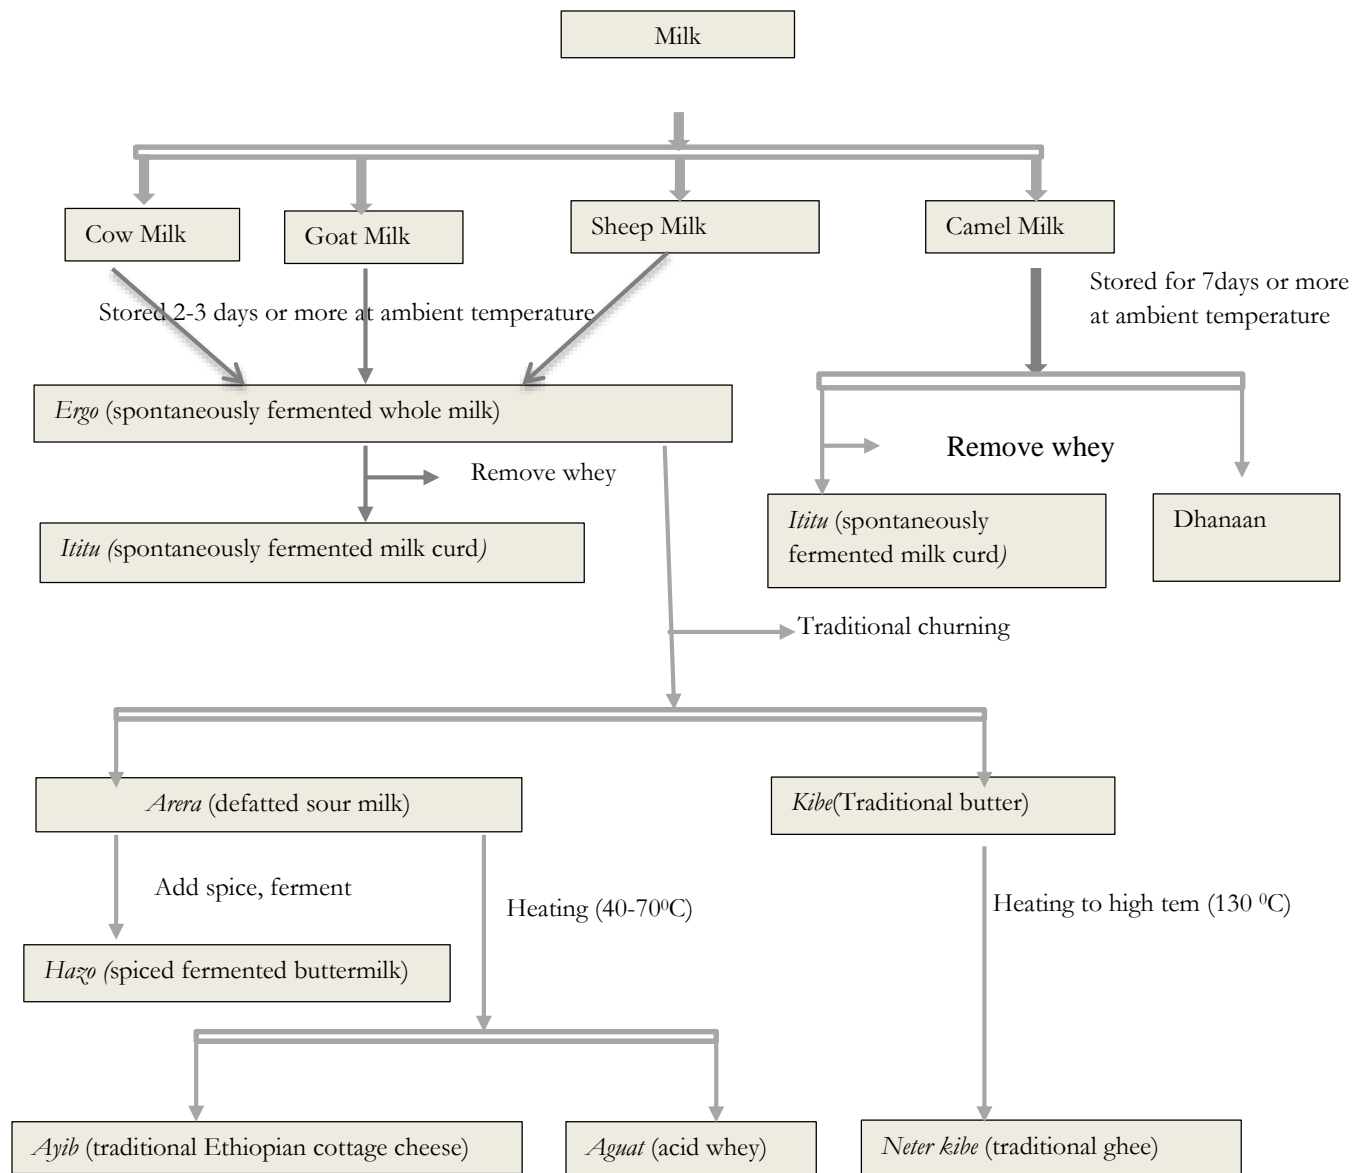 Milk
Cow Milk
Goat Milk
Sheep Milk
Camel Milk
Stored 2-3 days or more at ambient temperature
Stored for 7days or more
at ambient temperature
Ergo (spontaneously fermented whole milk)
Remove whey
Remove whey
Ititu (spontaneously fermented milk curd)
Ititu (spontaneously
fermented milk curd)
Dhanaan
Traditional churning
Arera (defatted sour milk)
Kibe(Traditional butter)
Add spice, ferment
Heating (40-70⁰C)
Heating to high tem (130 ⁰C)
Hazo (spiced fermented buttermilk)
Ayib (traditional Ethiopian cottage cheese)
Aguat (acid whey)
Neter kibe (traditional ghee)